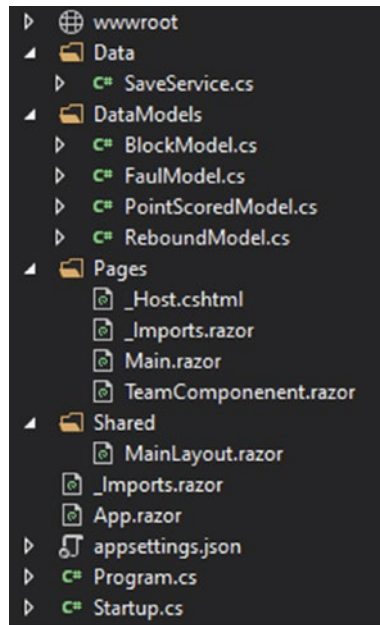 wwwroot
Data
C# SaveService.cs
DataModels
C# BlockModel.cs
C# FaulModel.cs
C# PointScoredModel.cs
C# ReboundModel.cs
Pages
_Host.cshtml
_Imports.razor
Main.razor
TeamComponenent.razor
Shared
MainLayout.razor
_Imports.razor
App.razor
appsettings.json
C# Program.cs
C# Startup.cs